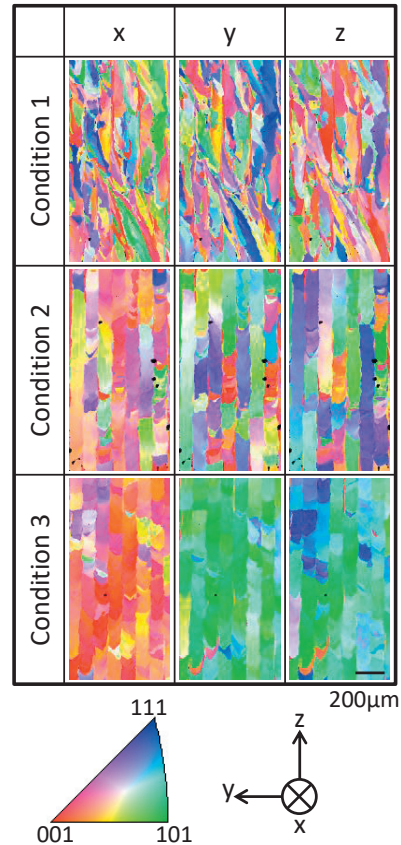 x y z
Condition 1
Condition 2
Condition 3
200μm
111
001 101
z
y
x